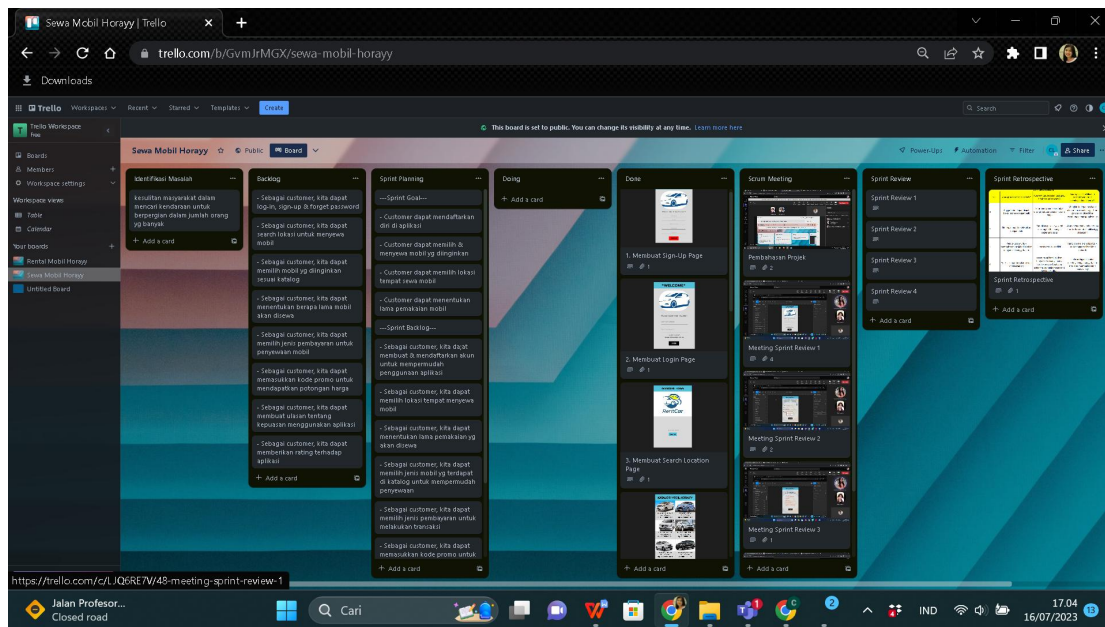 Sewa Mobil Horayy | Trello
trello.com/b/GvmJrMGX/sewa-mobil-horayy
Downloads
Trello Workspaces Recent Starred Templates Create Search
Trello Workspace
Free
This board is set to public. You can change its visibility at any time. Learn more here
Boards
Members
Workspace settings
Workspace views
Table
Calendar
Your boards
Rental Mobil Horayy
Sewa Mobil Horayy
Untitled Board
Sewa Mobil Horayy Public Board Power-Ups Automation Filter Share
Identifikasi Masalah
kesulitan masyarakat dalam
mencari kendaraan untuk
berpergian dalam jumlah orang
yg banyak
+ Add a card
Backlog
- Sebagai customer, kita dapat
log-in, sign-up & forget password
- Sebagai customer, kita dapat
search lokasi untuk menyewa
mobil
- Sebagai customer, kita dapat
memilih mobil yg diinginkan
sesuai katalog
- Sebagai customer, kita dapat
menentukan berapa lama mobil
akan disewa
- Sebagai customer, kita dapat
memilih jenis pembayaran untuk
penyewaan mobil
- Sebagai customer, kita dapat
memasukkan kode promo untuk
mendapatkan potongan harga
- Sebagai customer, kita dapat
membuat ulasan tentang
kepuasan menggunakan aplikasi
- Sebagai customer, kita dapat
memberikan rating terhadap
aplikasi
+ Add a card
Sprint Planning
---Sprint Goal---
- Customer dapat mendaftarkan
diri di aplikasi
- Customer dapat memilih &
menyewa mobil yg diinginkan
- Customer dapat memilih lokasi
tempat sewa mobil
- Customer dapat menentukan
lama pemakaian mobil
---Sprint Backlog---
- Sebagai customer, kita dapat
membuat & mendaftarkan akun
untuk mempermudah
penggunaan aplikasi
- Sebagai customer, kita dapat
memilih lokasi tempat menyewa
mobil
- Sebagai customer, kita dapat
menentukan lama pemakaian yg
akan disewa
- Sebagai customer, kita dapat
memilih jenis mobil yg terdapat
di katalog untuk mempermudah
penyewaan
- Sebagai customer, kita dapat
memilih jenis pembayaran untuk
melakukan transaksi
- Sebagai customer, kita dapat
memasukkan kode promo untuk
+ Add a card
Doing
+ Add a card
Done
1. Membuat Sign-Up Page
1
"WELCOME"
2. Membuat Login Page
1
RentCar
3. Membuat Search Location
Page
1
+ Add a card
Scrum Meeting
Pembahasan Projek
2
Meeting Sprint Review 1
4
Meeting Sprint Review 2
2
Meeting Sprint Review 3
1
+ Add a card
Sprint Review
Sprint Review 1
Sprint Review 2
Sprint Review 3
Sprint Review 4
+ Add a card
Sprint Retrospective
Sprint Retrospective
1
+ Add a card
https://trello.com/c/LJQ6RE7V/48-meeting-sprint-review-1
Jalan Profesor...
Closed road
Cari
2
IND
17.04
16/07/2023
13